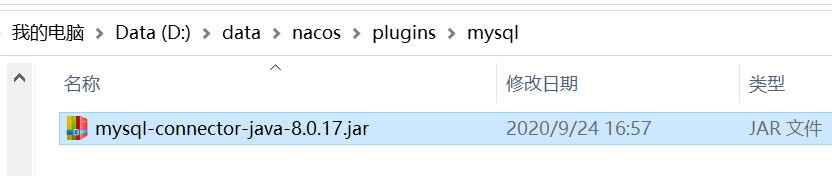 我的电脑 > Data (D:) > data > nacos > plugins > mysql
名称 修改日期 类型
mysql-connector-java-8.0.17.jar 2020/9/24 16:57 JAR 文件